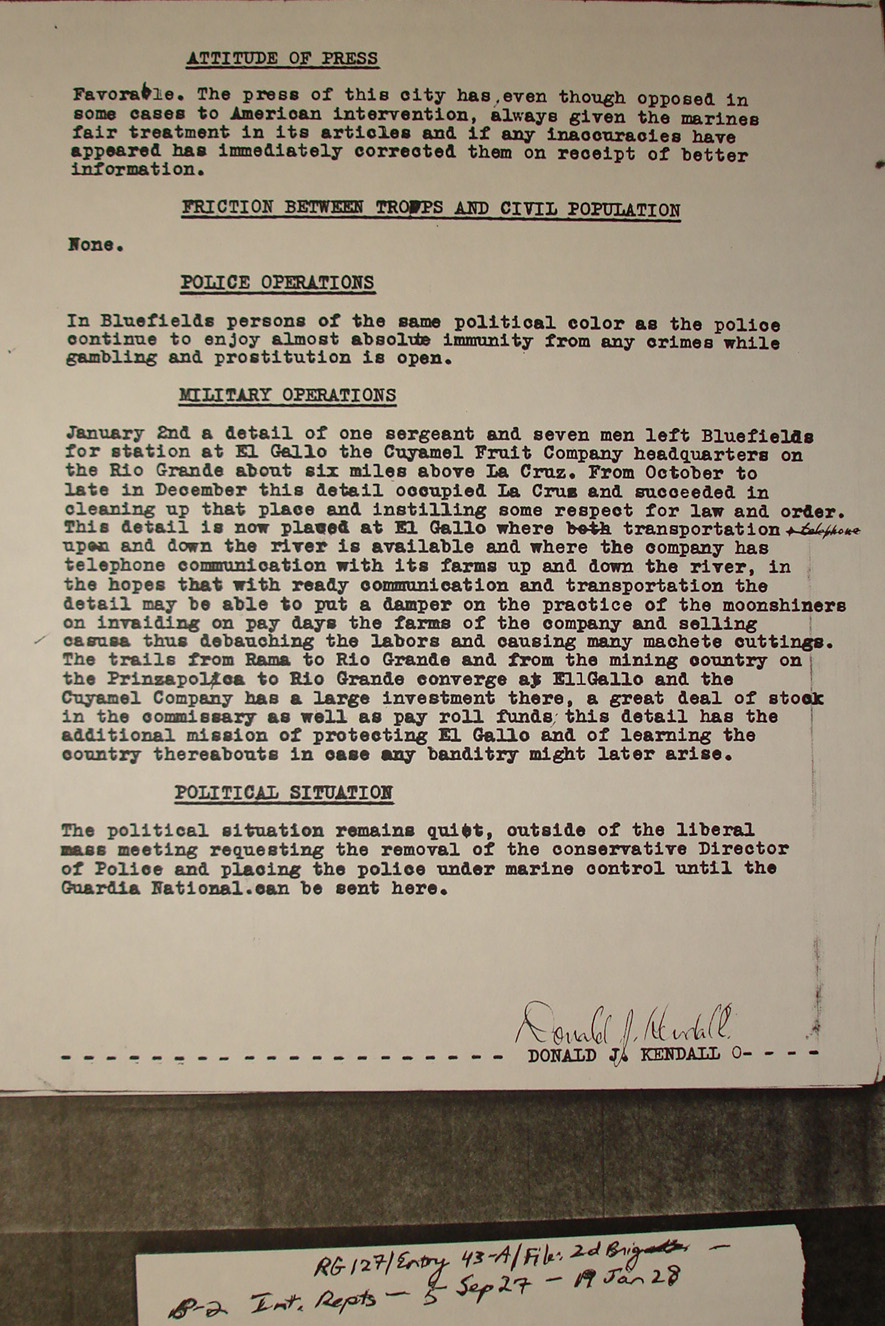 ATTITUDE OF PRESS
Favorable. The press of this city has,even though opposed in
some cases to American intervention, always given the marines
fair treatment in its articles and if any inaccuracies have
appeared has immediately corrected them on receipt of better
information.
FRICTION BETWEEN TROOPS AND CIVIL POPULATION
None.
POLICE OPERATIONS
In Bluefields persons of the same political color as the police
continue to enjoy almost absolute immunity from any crimes while
gambling and prostitution is open.
MILITARY OPERATIONS
January 2nd a detail of one sergeant and seven men left Bluefields
for station at El Gallo the Cuyamel Fruit Company headquarters on
the Rio Grande about six miles above La Cruz. From October to
late in December this detail occupied La Crus and succeeded in
cleaning up that place and instilling some respect for law and order.
This detail is now placed at El Gallo where both transportation + telephone
upon and down the river is available and where the company has
telephone communication with its farms up and down the river, in
the hopes that with ready communication and transportation the
detail may be able to put a damper on the practice of the moonshiners
on invaiding on pay days the farms of the company and selling
casusa thus debauching the labors and causing many machete cuttings.
The trails from Rama to Rio Grande and from the mining country on
the Prinzapolca to Rio Grande converge at EllGallo and the
Cuyamel Company has a large investment there, a great deal of stock
in the commissary as well as pay roll funds; this detail has the
additional mission of protecting El Gallo and of learning the
country thereabouts in case any banditry might later arise.
POLITICAL SITUATION
The political situation remains quiet, outside of the liberal
mass meeting requesting the removal of the conservative Director
of Police and placing the police under marine control until the
Guardia National.can be sent here.
Donald J. Kendall
- - - - - - - - - - - - - - - - - - - - DONALD J. KENDALL O- - - -
RG127/Entry 43-A/File: 2d Brigade -
B-2 Int. Repts - 5 Sep 27 - 19 Jan 28